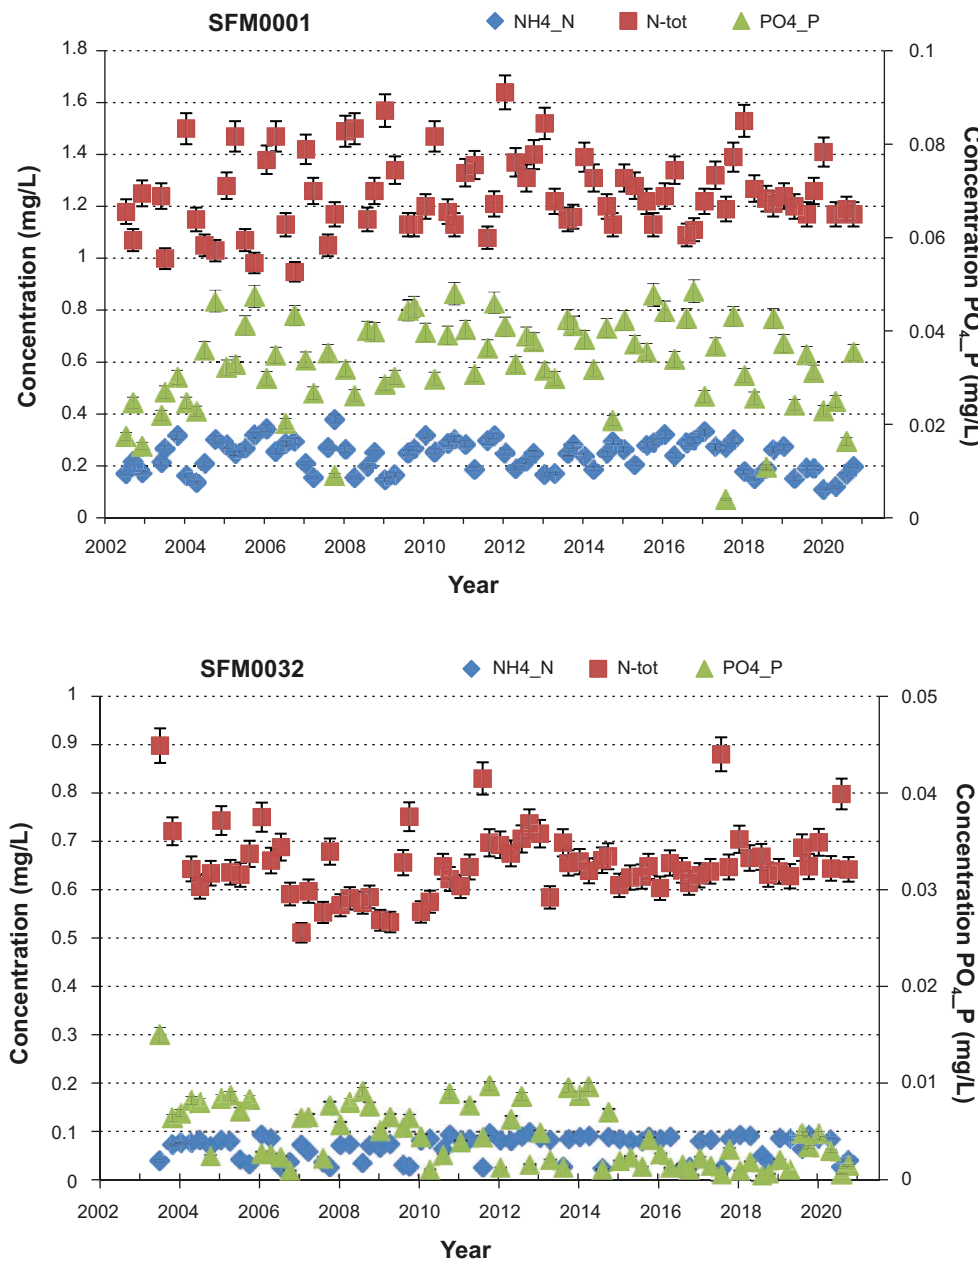 SFM0001 NH4_N N-tot PO4_P
1.8 0.1
1.6
1.4 0.08
1.2
1 0.06
0.8
0.6 0.04
0.4
0.02
0.2
0 0
2002 2004 2006 2008 2010 2012 2014 2016 2018 2020
Concentration (mg/L)
Concentration PO4_P (mg/L)
Year
SFM0032 NH4_N N-tot PO4_P
1 0.05
0.9
0.8 0.04
0.7
0.6 0.03
0.5
0.4 0.02
0.3
0.2 0.01
0.1
0 0
2002 2004 2006 2008 2010 2012 2014 2016 2018 2020
Concentration (mg/L)
Concentration PO4_P (mg/L)
Year